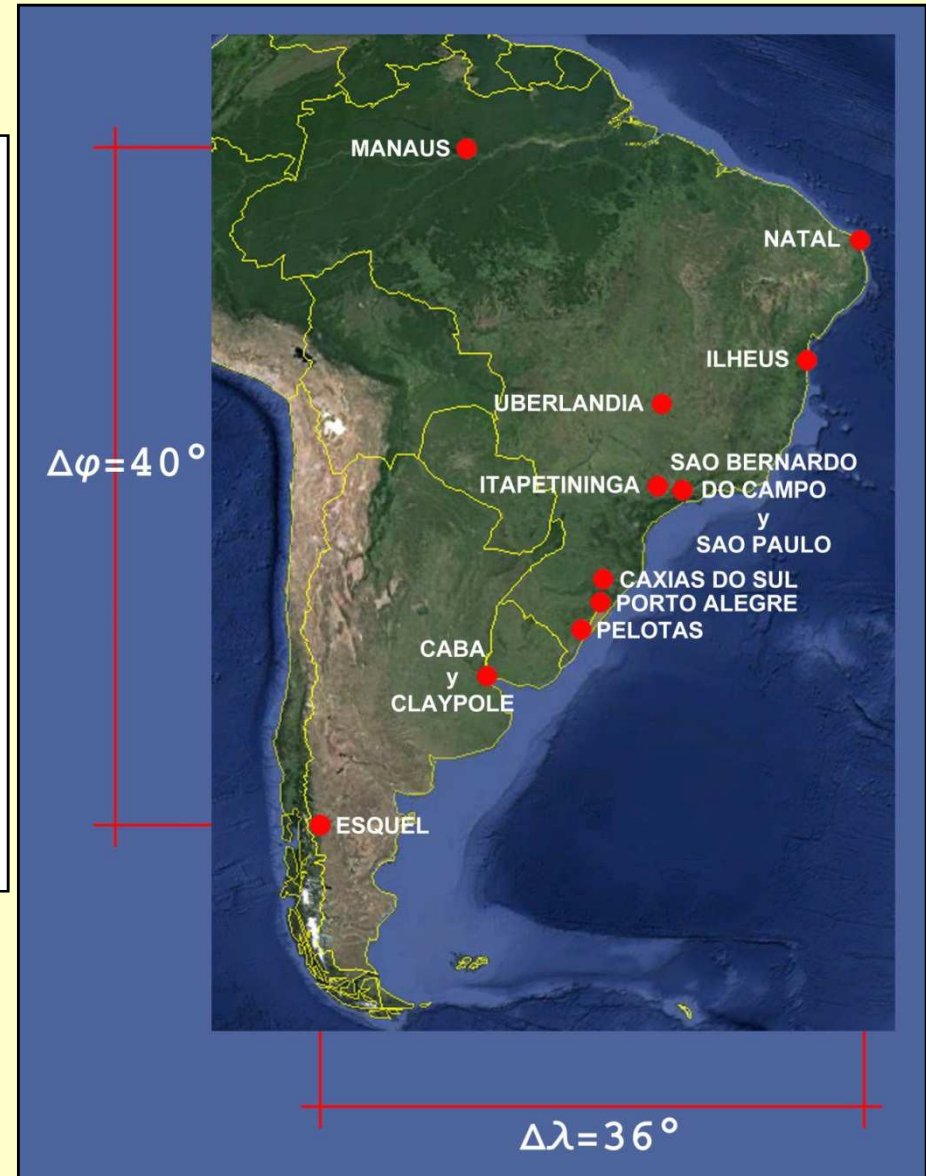 MANAUS
NATAL
ILHEUS
UBERLANDIA
Δφ=40°
SAO BERNARDO
DO CAMPO
y
SAO PAULO
ITAPETININGA
CAXIAS DO SUL
PORTO ALEGRE
PELOTAS
CABA
y
CLAYPOLE
ESQUEL
Δλ=36°